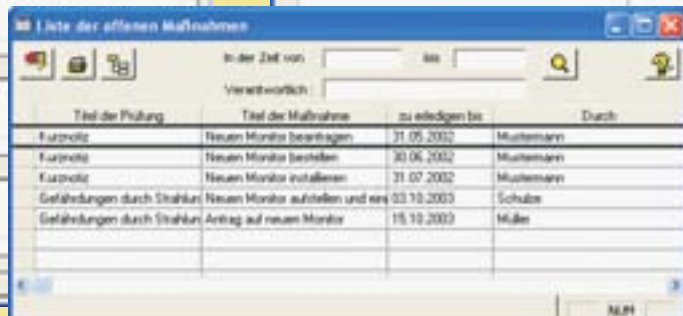 Liste der offenen Maßnahmen
In der Zeit von bis
Verantwortlich:
Titel der Prüfung Titel der Maßnahme zu erledigen bis Durch
Kurznotiz Neuen Monitor beantragen 31.05.2002 Mustermann
Kurznotiz Neuen Monitor bestellen 30.06.2002 Mustermann
Kurznotiz Neuen Monitor installieren 31.07.2002 Mustermann
Gefährdungen durch Strahlun Neuen Monitor aufstellen und ein 03.10.2003 Schulze
Gefährdungen durch Strahlun Antrag auf neuen Monitor 15.10.2003 Müller
NUM